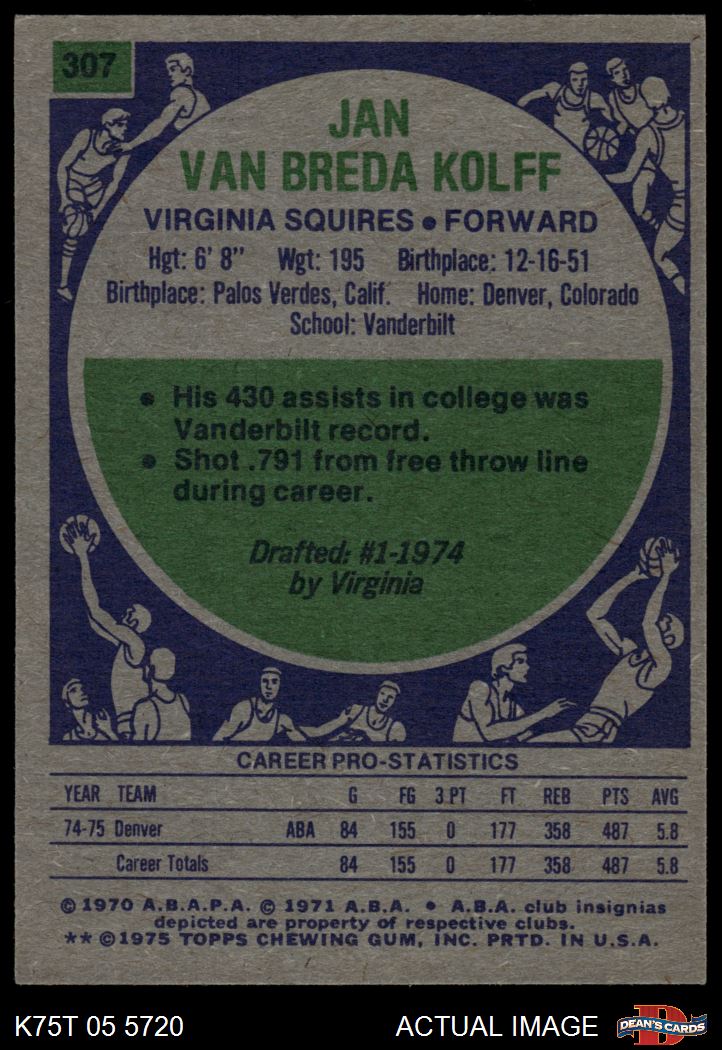 307
JAN
VAN BREDA KOLFF
VIRGINIA SQUIRES • FORWARD
Hgt: 6' 8" Wgt: 195 Birthplace: 12-16-51
Birthplace: Palos Verdes, Calif. Home: Denver, Colorado
School: Vanderbilt
• His 430 assists in college was
Vanderbilt record.
• Shot .791 from free throw line
during career.
Drafted: #1-1974
by Virginia
CAREER PRO-STATISTICS
YEAR TEAM G FG 3 PT FT REB PTS AVG
74-75 Denver ABA 84 155 0 177 358 487 5.8
Career Totals 84 155 0 177 358 487 5.8
© 1970 A.B.A.P.A. © 1971 A.B.A. • A.B.A. club insignias
depicted are property of respective clubs.
** © 1975 TOPPS CHEWING GUM, INC. PRTD. IN U.S.A.
K75T 05 5720 ACTUAL IMAGE D DEAN'S CARDS